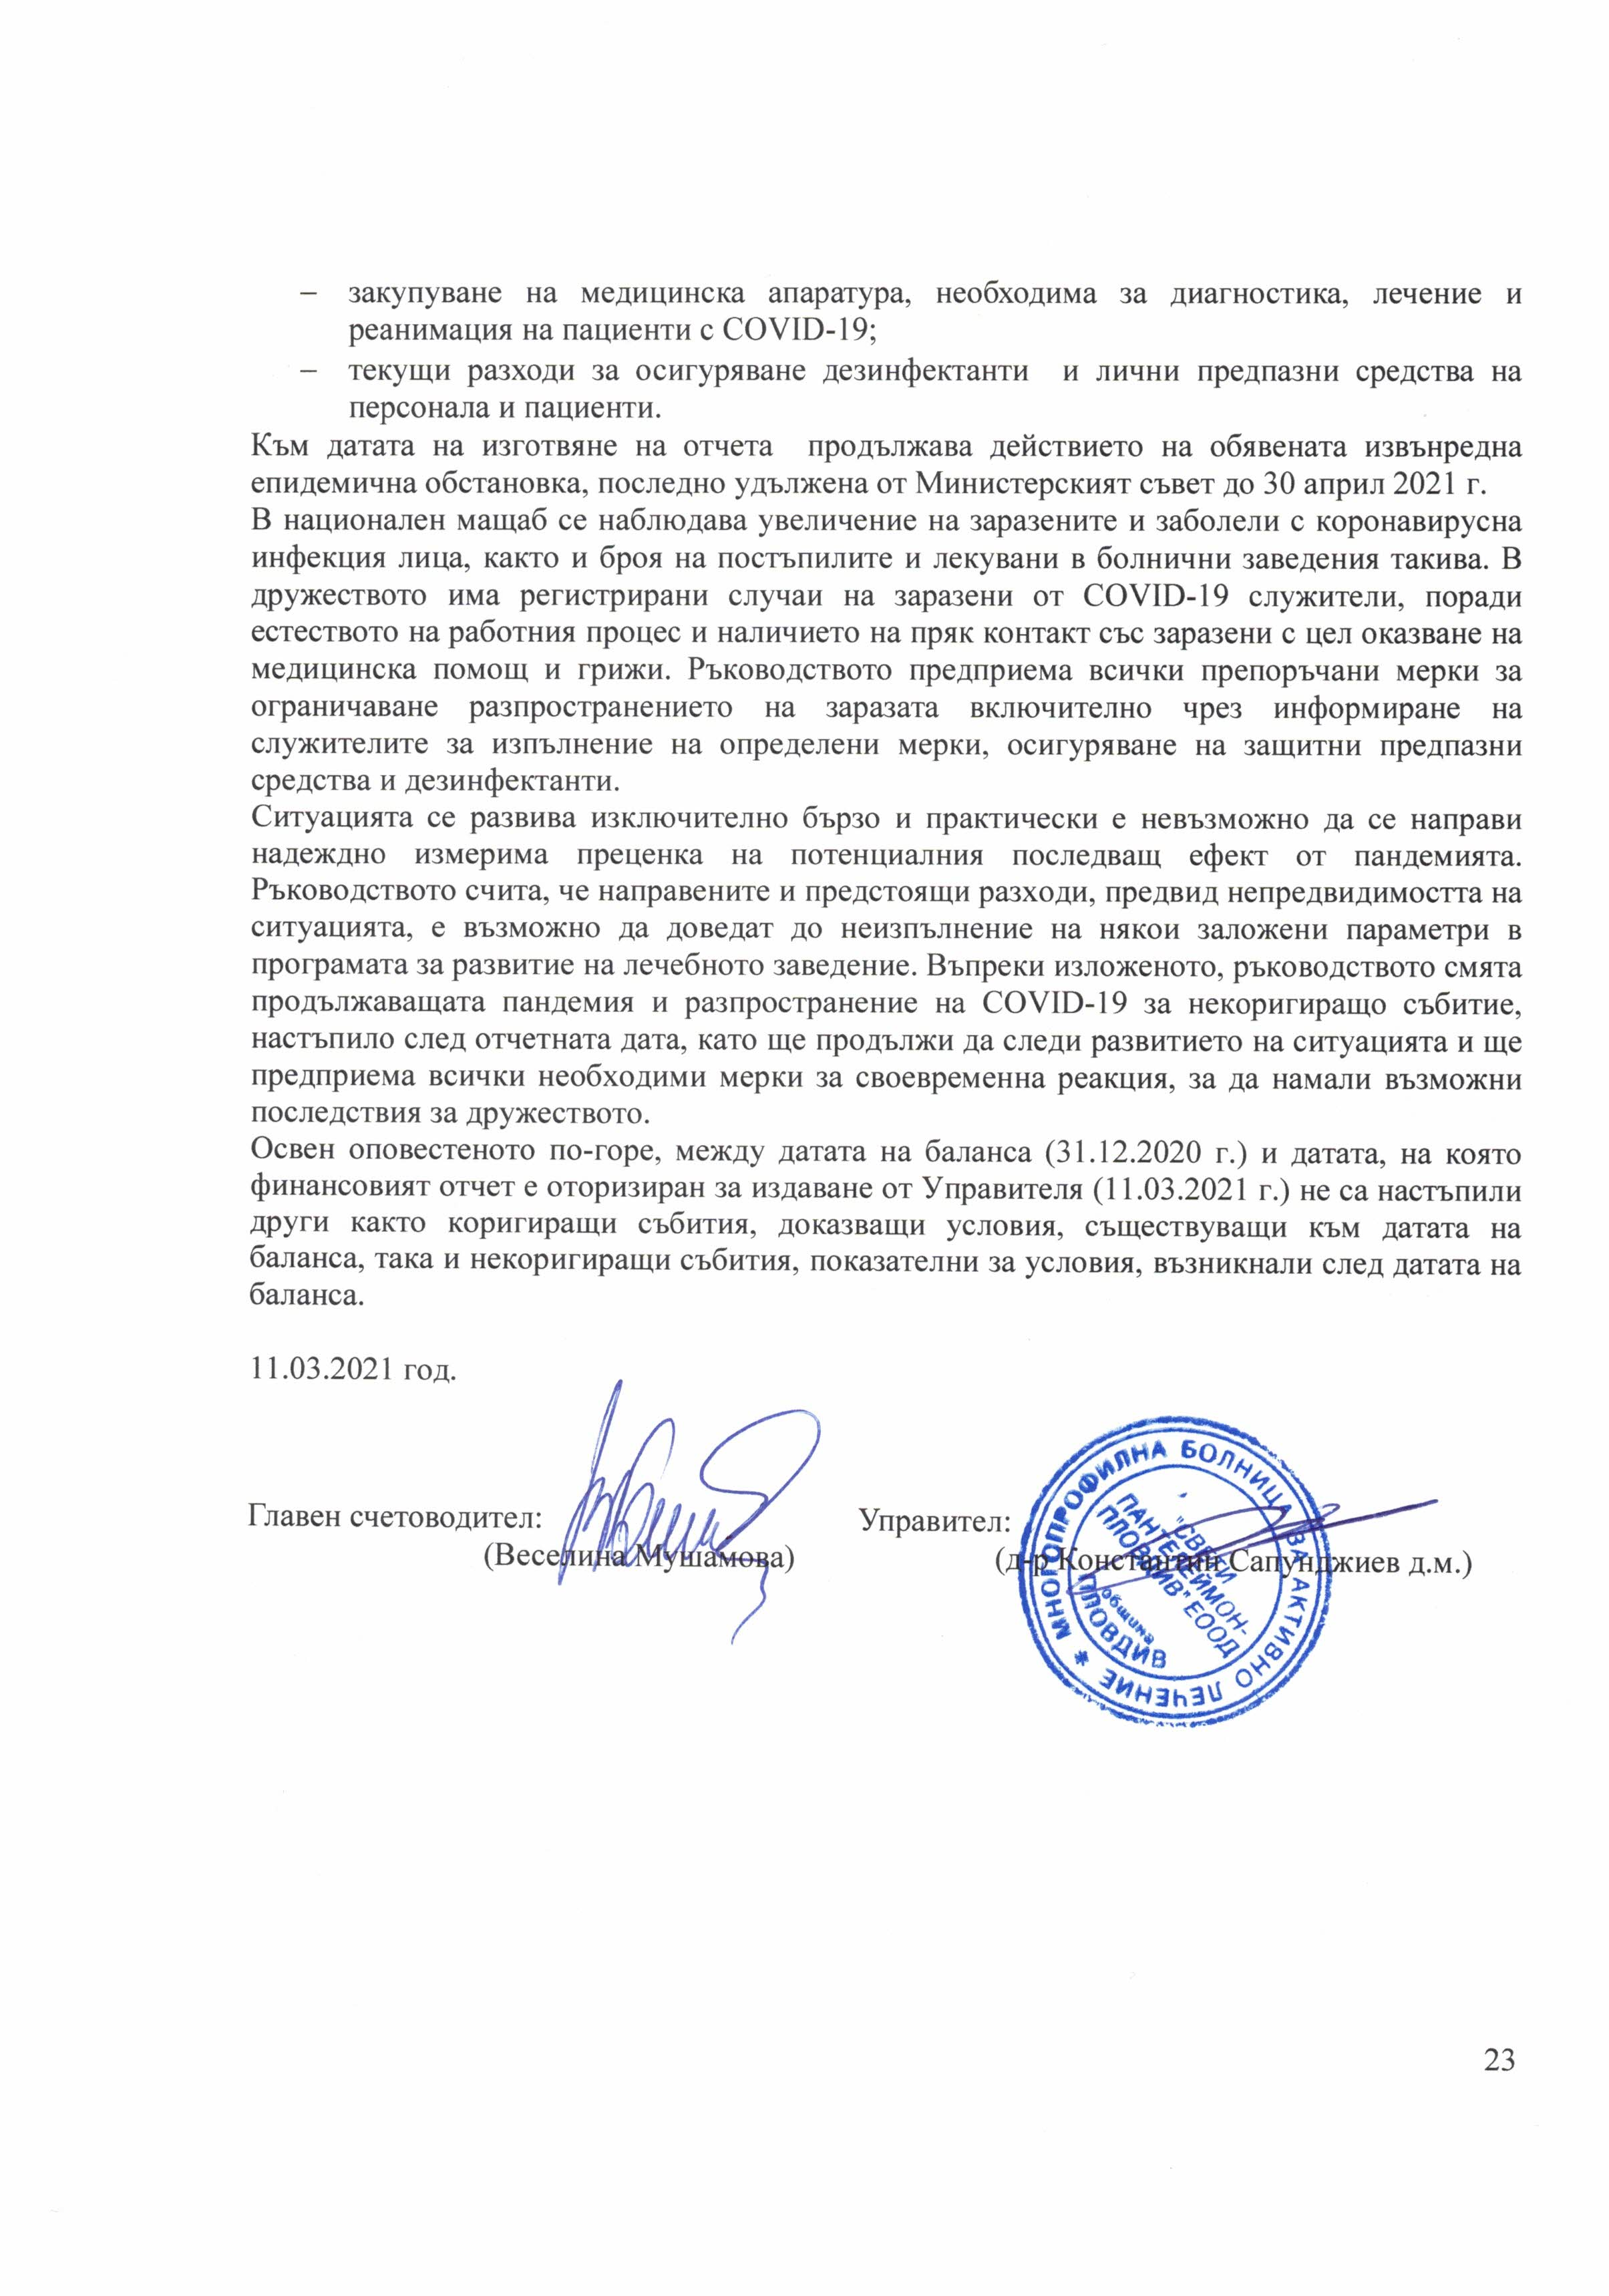 – закупуване на медицинска апаратура, необходима за диагностика, лечение и
реанимация на пациенти с COVID-19;
– текущи разходи за осигуряване дезинфектанти и лични предпазни средства на
персонала и пациенти.
Към датата на изготвяне на отчета продължава действието на обявената извънредна
епидемична обстановка, последно удължена от Министерският съвет до 30 април 2021 г.
В национален мащаб се наблюдава увеличение на заразените и заболели с коронавирусна
инфекция лица, както и броя на постъпилите и лекувани в болнични заведения такива. В
дружеството има регистрирани случаи на заразени от COVID-19 служители, поради
естеството на работния процес и наличието на пряк контакт със заразени с цел оказване на
медицинска помощ и грижи. Ръководството предприема всички препоръчани мерки за
ограничаване разпространението на заразата включително чрез информиране на
служителите за изпълнение на определени мерки, осигуряване на защитни предпазни
средства и дезинфектанти.
Ситуацията се развива изключително бързо и практически е невъзможно да се направи
надеждно измерима преценка на потенциалния последващ ефект от пандемията.
Ръководството счита, че направените и предстоящи разходи, предвид непредвидимостта на
ситуацията, е възможно да доведат до неизпълнение на някои заложени параметри в
програмата за развитие на лечебното заведение. Въпреки изложеното, ръководството смята
продължаващата пандемия и разпространение на COVID-19 за некоригиращо събитие,
настъпило след отчетната дата, като ще продължи да следи развитието на ситуацията и ще
предприема всички необходими мерки за своевременна реакция, за да намали възможни
последствия за дружеството.
Освен оповестеното по-горе, между датата на баланса (31.12.2020 г.) и датата, на която
финансовият отчет е оторизиран за издаване от Управителя (11.03.2021 г.) не са настъпили
други както коригиращи събития, доказващи условия, съществуващи към датата на
баланса, така и некоригиращи събития, показателни за условия, възникнали след датата на
баланса.
11.03.2021 год.
Главен счетоводител:
(Веселина Мушамова)
Управител:
(д-р Константин Сапунджиев д.м.)
* МНОГОПРОФИЛНА БОЛНИЦА ЗА АКТИВНО ЛЕЧЕНИЕ
"СВЕТИ
ПАНТЕЛЕЙМОН-
ПЛОВДИВ" ЕООД
община
ПЛОВДИВ
23